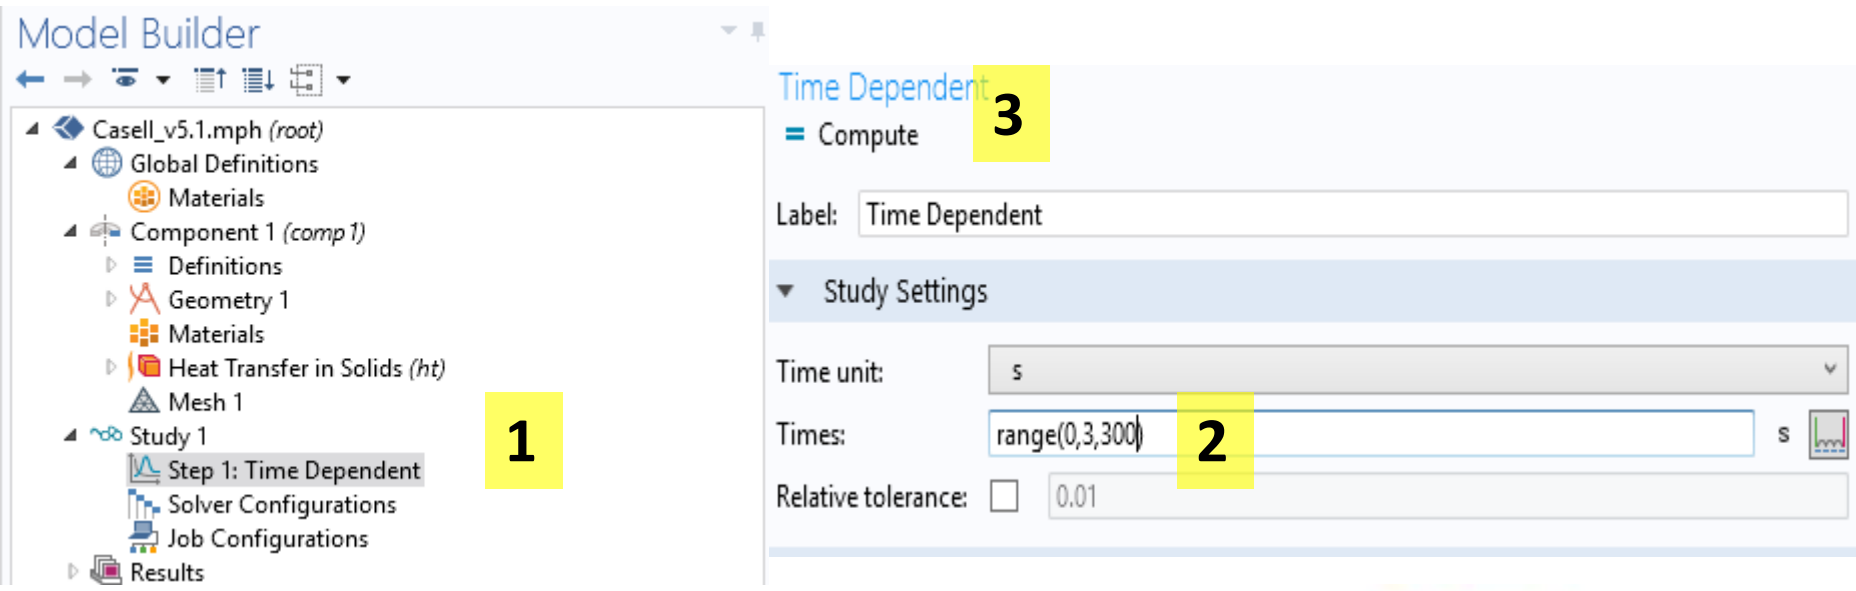 Model Builder
Casell_v5.1.mph (root)
Global Definitions
Materials
Component 1 (comp1)
Definitions
Geometry 1
Materials
Heat Transfer in Solids (ht)
Mesh 1
Study 1
1
Step 1: Time Dependent
Solver Configurations
Job Configurations
Results
Time Dependent
3
= Compute
Label: Time Dependent
Study Settings
Time unit: s
Times: range(0,3,300) 2 s
Relative tolerance: 0.01